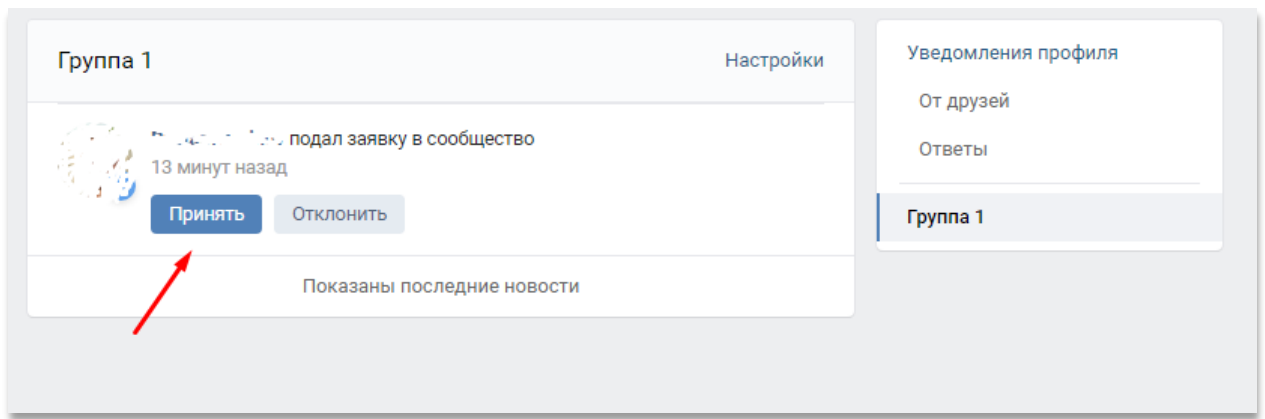 Группа 1
Настройки
подал заявку в сообщество
13 минут назад
Принять
Отклонить
Показаны последние новости
Уведомления профиля
От друзей
Ответы
Группа 1